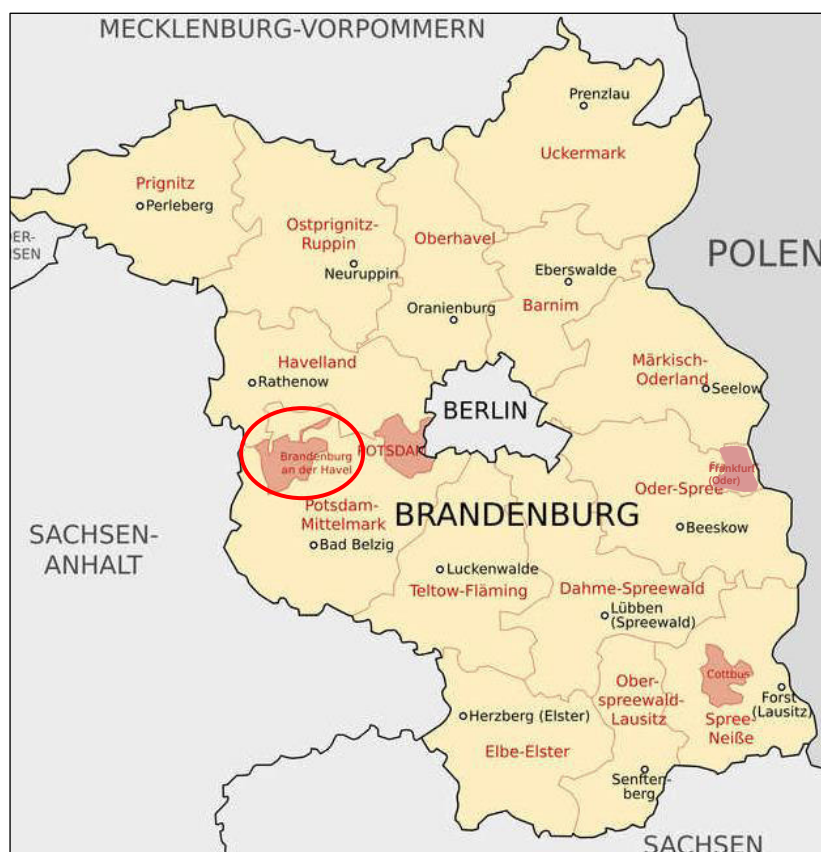 MECKLENBURG-VORPOMMERN
Prenzlau
Uckermark
Prignitz
Perleberg
Ostprignitz-
Ruppin
Neuruppin
Oberhavel
Oranienburg
Eberswalde
Barnim
POLEN
DER-
SEN
Havelland
Rathenow
Märkisch-
Oderland
Seelow
BERLIN
Brandenburg
an der Havel
POTSDAM
Frankfurt
(Oder)
Oder-Spree
Beeskow
Potsdam-
Mittelmark
Bad Belzig
BRANDENBURG
SACHSEN-
ANHALT
Luckenwalde
Teltow-Fläming
Dahme-Spreewald
Lübben
(Spreewald)
Cottbus
Ober-
spreewald-
Lausitz
Forst
(Lausitz)
Spree-
Neiße
Herzberg (Elster)
Elbe-Elster
Senften-
berg
SACHSEN